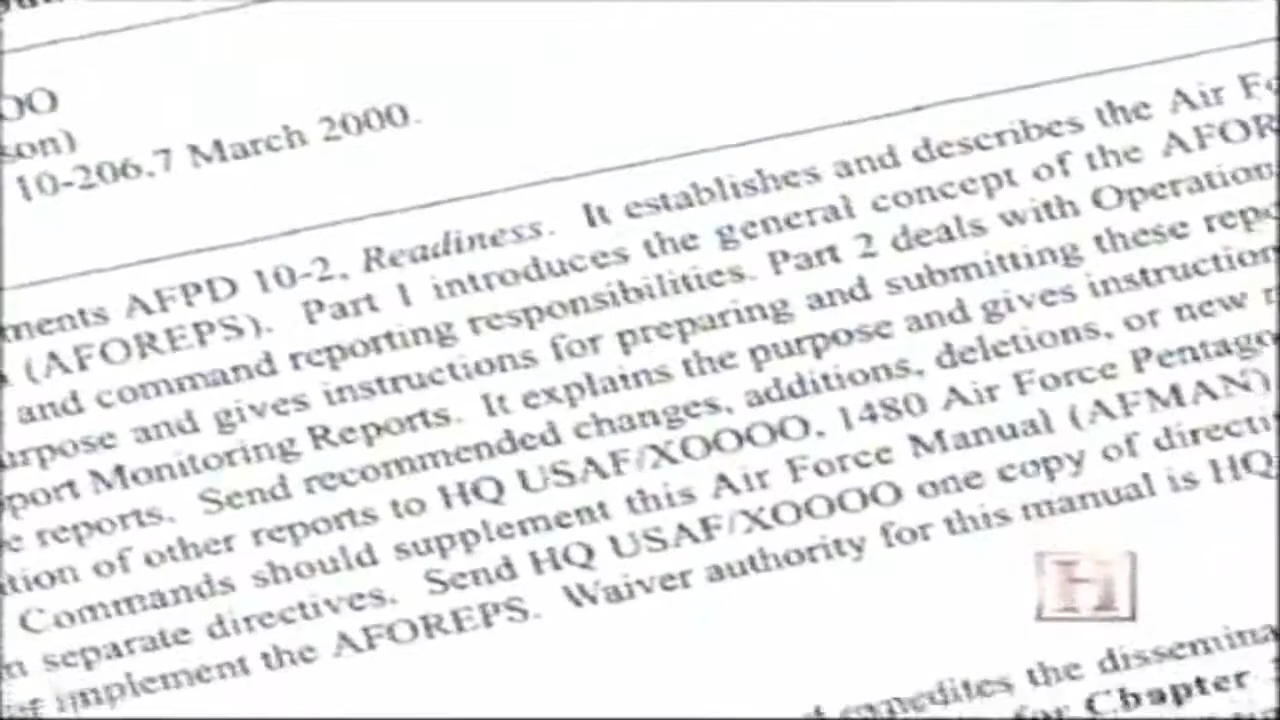 OO
son)
10-206, 7 March 2000.
ments AFPD 10-2, Readiness. It establishes and describes the Air Fo
(AFOREPS). Part 1 introduces the general concept of the AFOR
and command reporting responsibilities. Part 2 deals with Operation
urpose and gives instructions for preparing and submitting these repo
port Monitoring Reports. It explains the purpose and gives instruction
e reports. Send recommended changes, additions, deletions, or new r
tion of other reports to HQ USAF/XOOOO, 1480 Air Force Pentago
Commands should supplement this Air Force Manual (AFMAN)
n separate directives. Send HQ USAF/XOOOO one copy of directi
implement the AFOREPS. Waiver authority for this manual is HQ
H
the dissemina
for Chapter